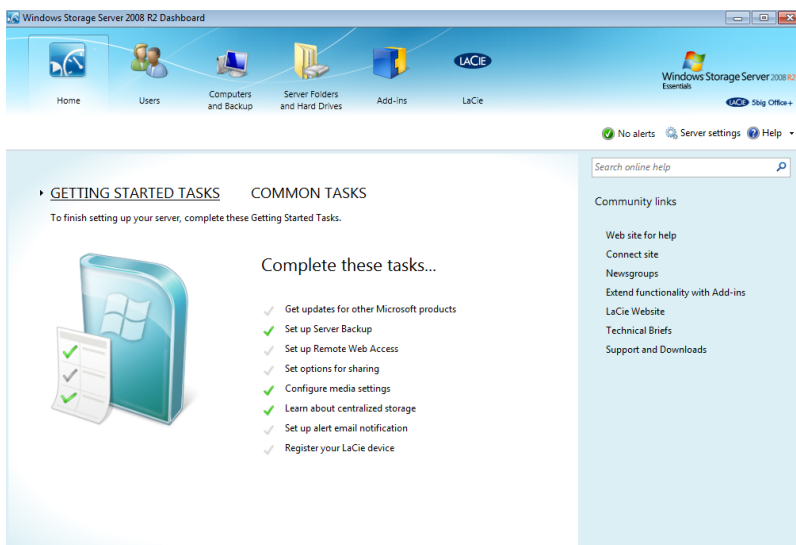 Windows Storage Server 2008 R2 Dashboard
Home
Users
Computers and Backup
Server Folders and Hard Drives
Add-ins
LACIE
LaCie
Windows Storage Server 2008 R2
Essentials
LACIE 5big Office+
No alerts
Server settings
Help
GETTING STARTED TASKS
COMMON TASKS
To finish setting up your server, complete these Getting Started Tasks.
Complete these tasks...
Get updates for other Microsoft products
Set up Server Backup
Set up Remote Web Access
Set options for sharing
Configure media settings
Learn about centralized storage
Set up alert email notification
Register your LaCie device
Search online help
Community links
Web site for help
Connect site
Newsgroups
Extend functionality with Add-ins
LaCie Website
Technical Briefs
Support and Downloads